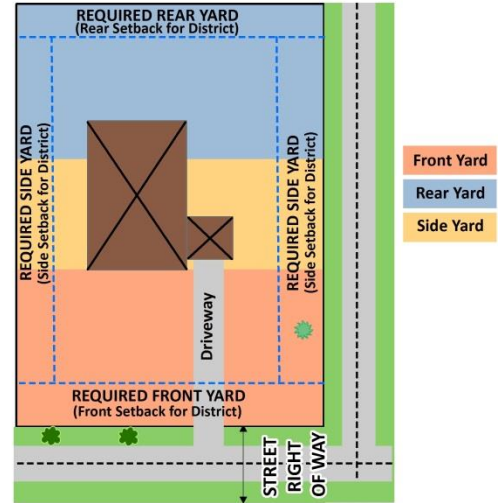 REQUIRED REAR YARD
(Rear Setback for District)
REQUIRED SIDE YARD
(Side Setback for District)
REQUIRED SIDE YARD
(Side Setback for District)
Front Yard
Rear Yard
Side Yard
Driveway
REQUIRED FRONT YARD
(Front Setback for District)
STREET
RIGHT
OF WAY